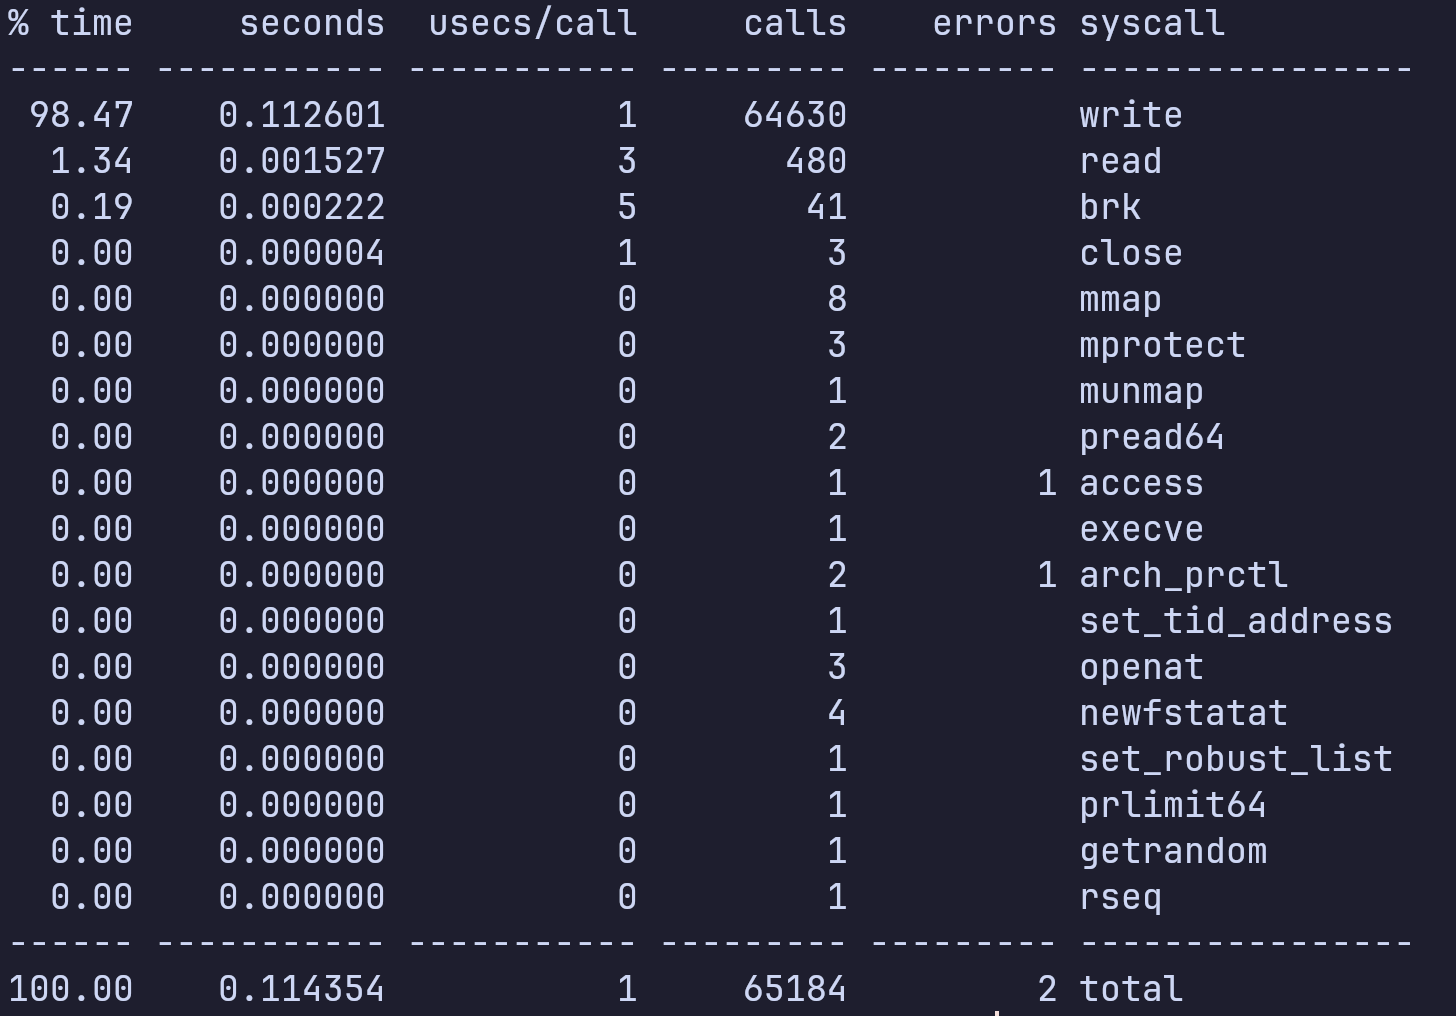 % time     seconds  usecs/call     calls    errors syscall
------ ----------- ----------- --------- --------- ----------------
 98.47    0.112601           1     64630           write
  1.34    0.001527           3       480           read
  0.19    0.000222           5        41           brk
  0.00    0.000004           1         3           close
  0.00    0.000000           0         8           mmap
  0.00    0.000000           0         3           mprotect
  0.00    0.000000           0         1           munmap
  0.00    0.000000           0         2           pread64
  0.00    0.000000           0         1         1 access
  0.00    0.000000           0         1           execve
  0.00    0.000000           0         2         1 arch_prctl
  0.00    0.000000           0         1           set_tid_address
  0.00    0.000000           0         3           openat
  0.00    0.000000           0         4           newfstatat
  0.00    0.000000           0         1           set_robust_list
  0.00    0.000000           0         1           prlimit64
  0.00    0.000000           0         1           getrandom
  0.00    0.000000           0         1           rseq
------ ----------- ----------- --------- --------- ----------------
100.00    0.114354           1     65184         2 total